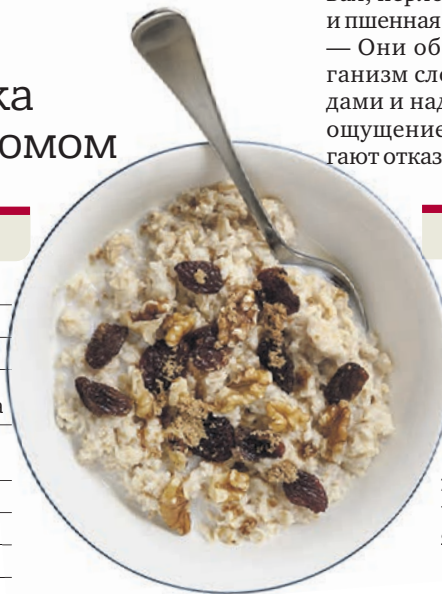 ка
омом
и пшенная
— Они об
ганизм сле
дами и над
ощущение
гают отказ